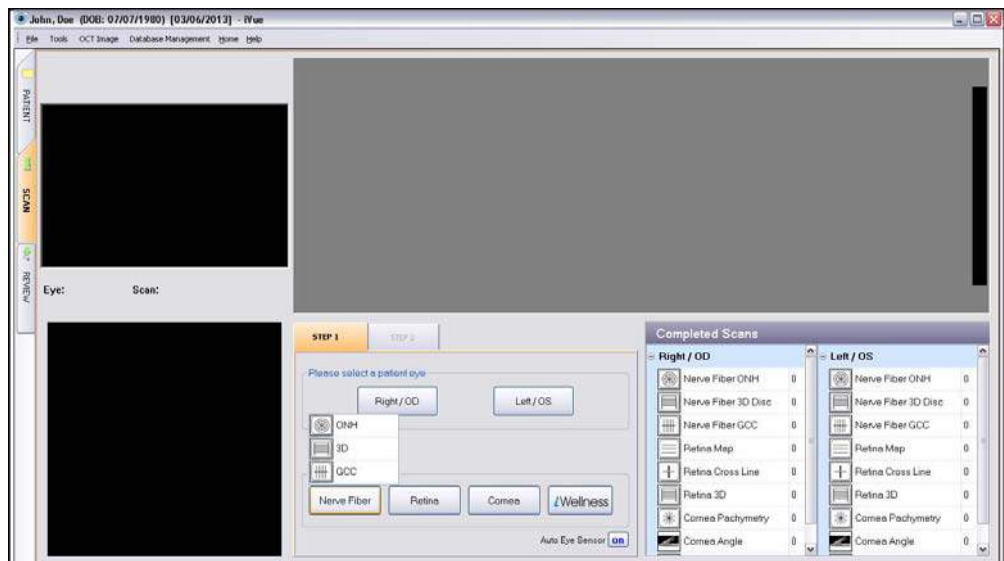 John, Doe (DOB: 07/07/1980) [03/06/2013] - iVue
File Tools OCT Image Database Management Home Help
PATIENT
SCAN
REVIEW
Eye: Scan:
STEP 1 STEP 2
Please select a patient eye
Right / OD Left / OS
ONH
3D
GCC
Nerve Fiber Retina Cornea iWellness
Auto Eye Sensor on
Completed Scans
Right / OD
Nerve Fiber ONH 0
Nerve Fiber 3D Disc 0
Nerve Fiber GCC 0
Retina Map 0
Retina Cross Line 0
Retina 3D 0
Cornea Pachymetry 0
Cornea Angle 0
Left / OS
Nerve Fiber ONH 0
Nerve Fiber 3D Disc 0
Nerve Fiber GCC 0
Retina Map 0
Retina Cross Line 0
Retina 3D 0
Cornea Pachymetry 0
Cornea Angle 0